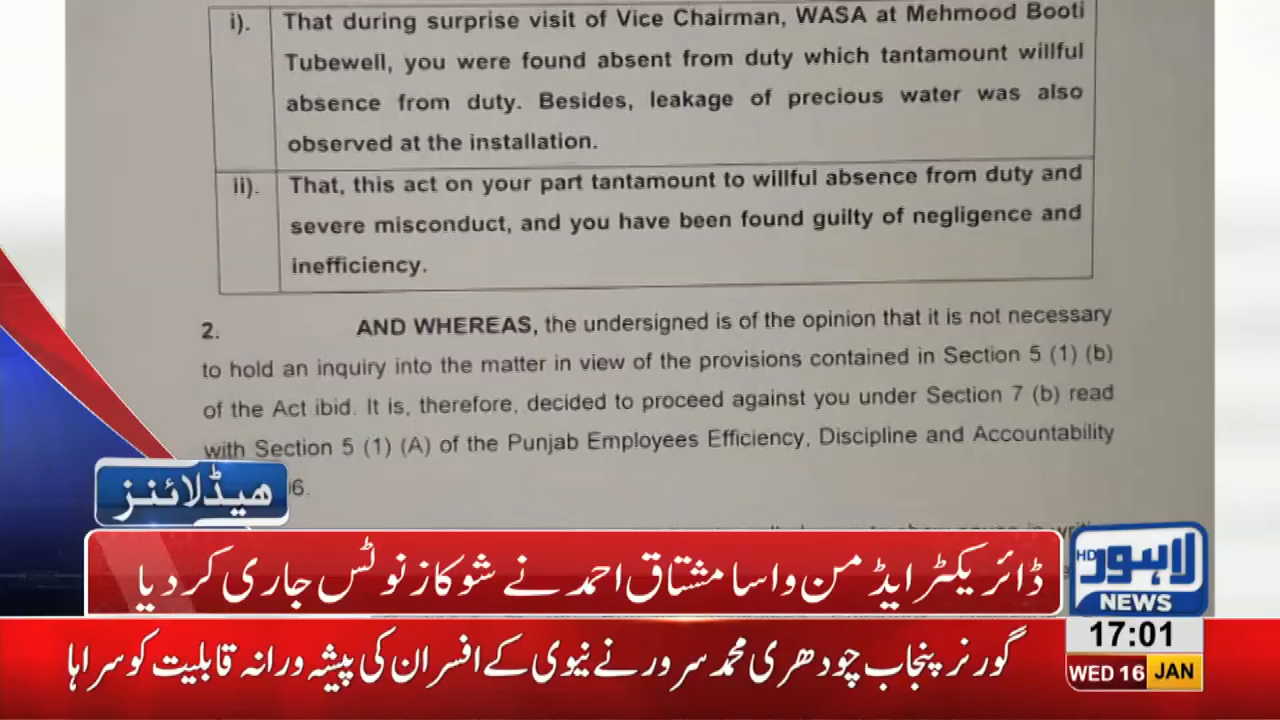 i). That during surprise visit of Vice Chairman, WASA at Mehmood Booti
Tubewell, you were found absent from duty which tantamount willful
absence from duty. Besides, leakage of precious water was also
observed at the installation.
ii). That, this act on your part tantamount to willful absence from duty and
severe misconduct, and you have been found guilty of negligence and
inefficiency.
2. AND WHEREAS, the undersigned is of the opinion that it is not necessary
to hold an inquiry into the matter in view of the provisions contained in Section 5 (1) (b)
of the Act ibid. It is, therefore, decided to proceed against you under Section 7 (b) read
with Section 5 (1) (A) of the Punjab Employees Efficiency, Discipline and Accountability
06.
ھیڈلائنز
ڈائریکٹر ایڈمن واسا مشتاق احمد نے شوکاز نوٹس جاری کر دیا
HD لاہور
NEWS
17:01
WED 16 JAN
گورنر پنجاب چودھری محمد سرور نے نیوی کے افسران کی پیشہ ورانہ قابلیت کو سراہا